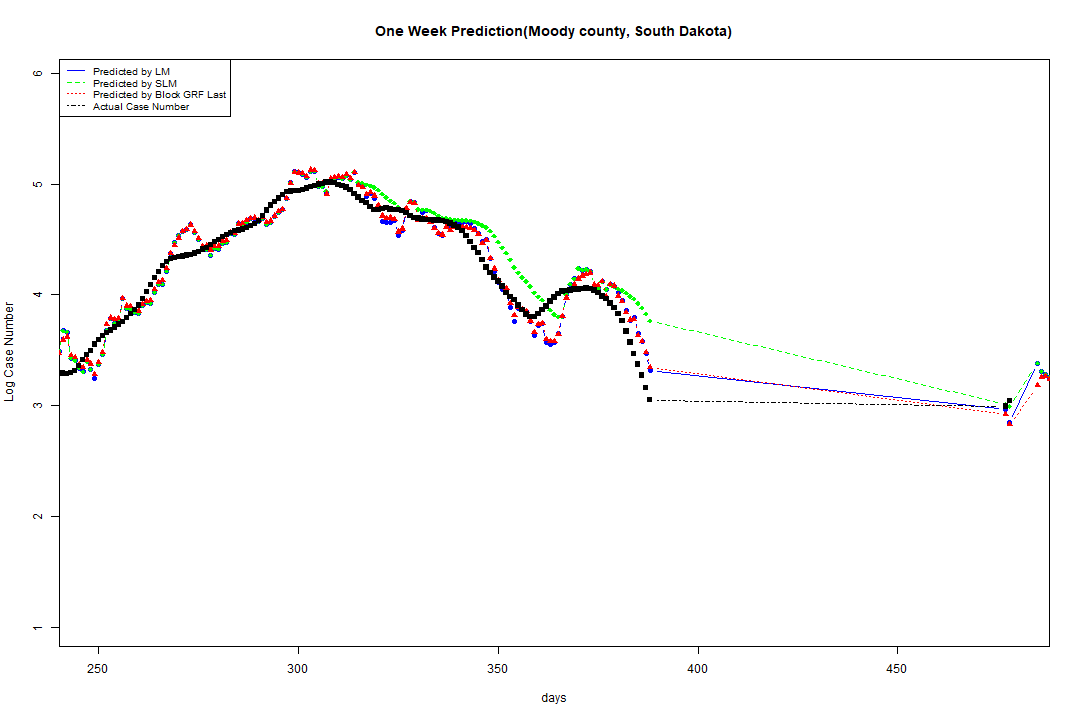 One Week Prediction(Moody county, South Dakota)
Predicted by LM
Predicted by SLM
Predicted by Block GRF Last
Actual Case Number
6
5
4
3
2
1
Log Case Number
250 300 350 400 450
days